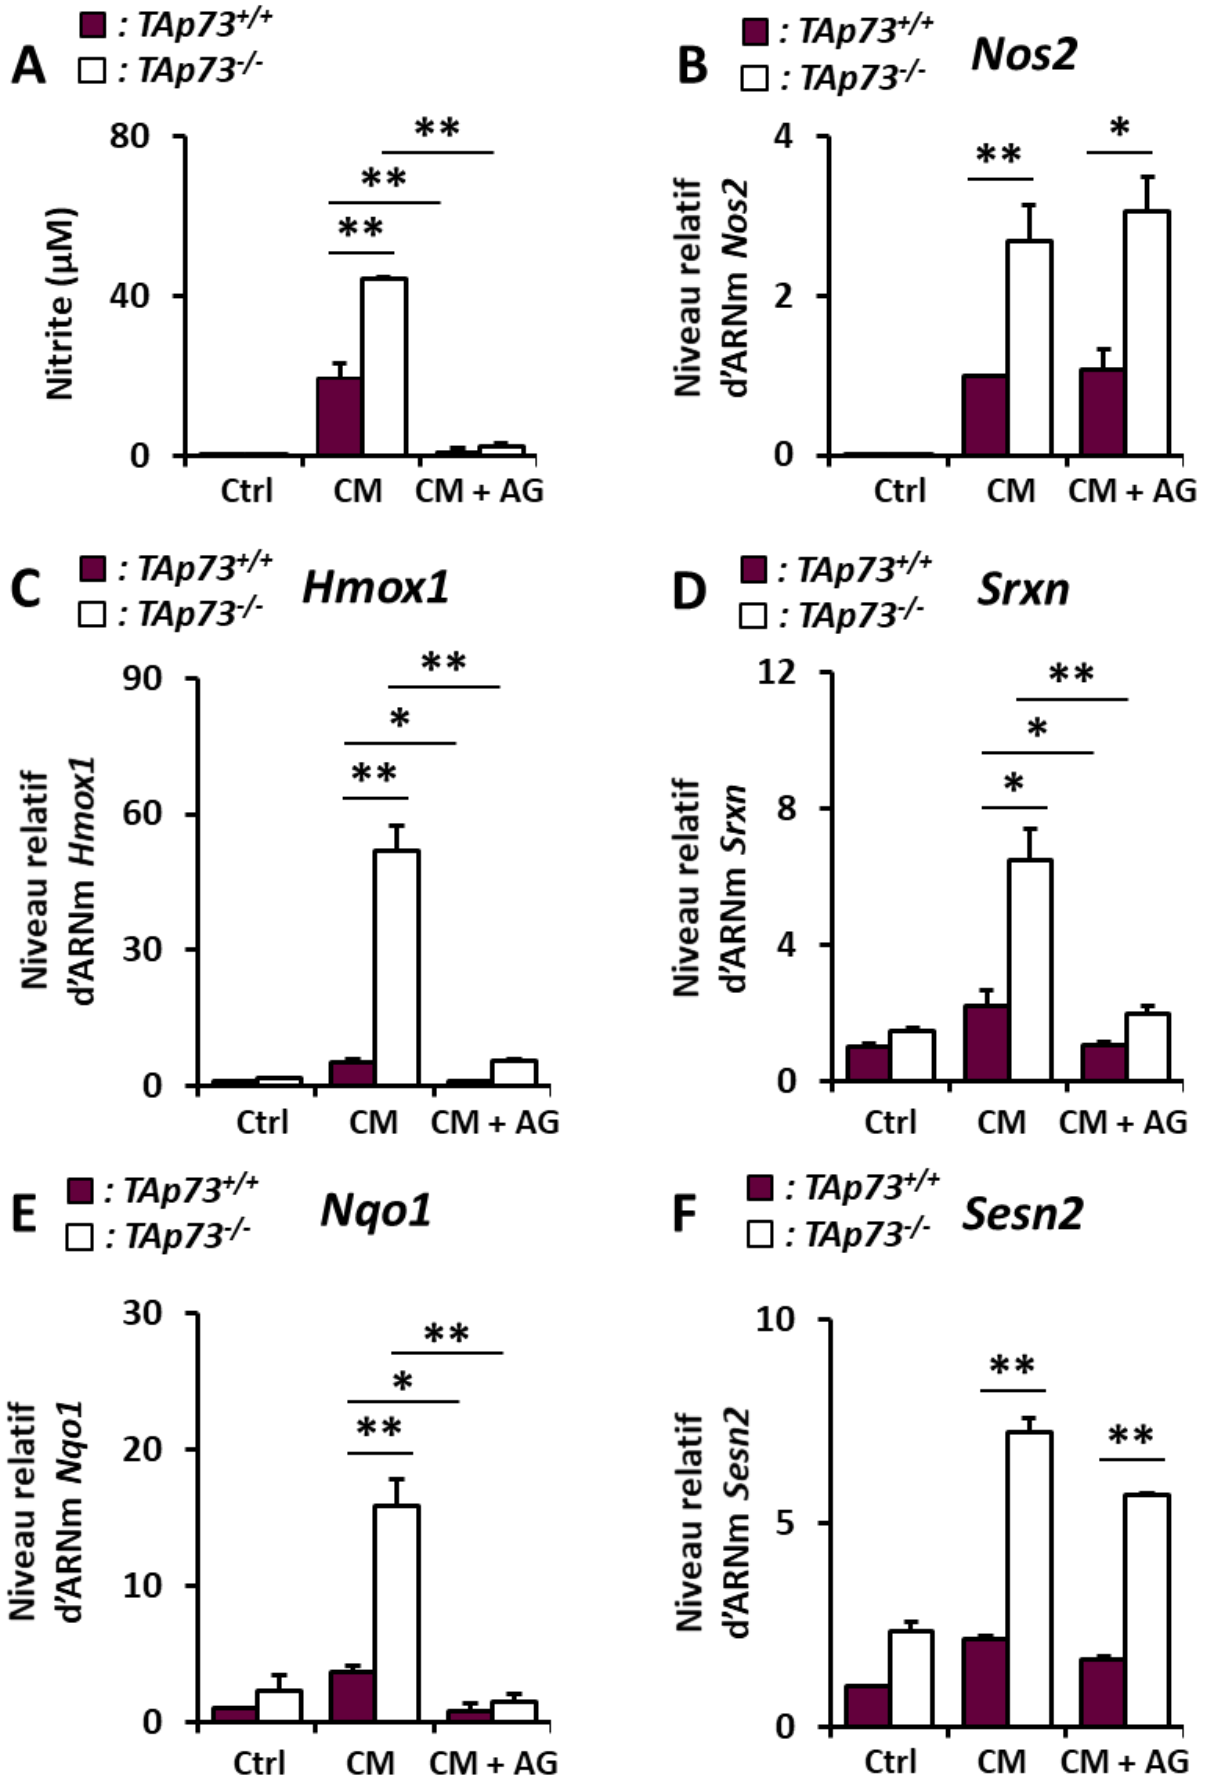 A
: TAp73+/+
: TAp73-/-
Nitrite (µM)
80
40
0
**
**
**
Ctrl
CM
CM + AG
B
: TAp73+/+
: TAp73-/-
Nos2
Niveau relatif
d'ARNm Nos2
4
2
0
**
*
Ctrl
CM
CM + AG
C
: TAp73+/+
: TAp73-/-
Hmox1
Niveau relatif
d'ARNm Hmox1
90
60
30
0
**
*
**
Ctrl
CM
CM + AG
D
: TAp73+/+
: TAp73-/-
Srxn
Niveau relatif
d'ARNm Srxn
12
8
4
0
**
*
*
Ctrl
CM
CM + AG
E
: TAp73+/+
: TAp73-/-
Nqo1
Niveau relatif
d'ARNm Nqo1
30
20
10
0
**
*
**
Ctrl
CM
CM + AG
F
: TAp73+/+
: TAp73-/-
Sesn2
Niveau relatif
d'ARNm Sesn2
10
5
0
**
**
Ctrl
CM
CM + AG